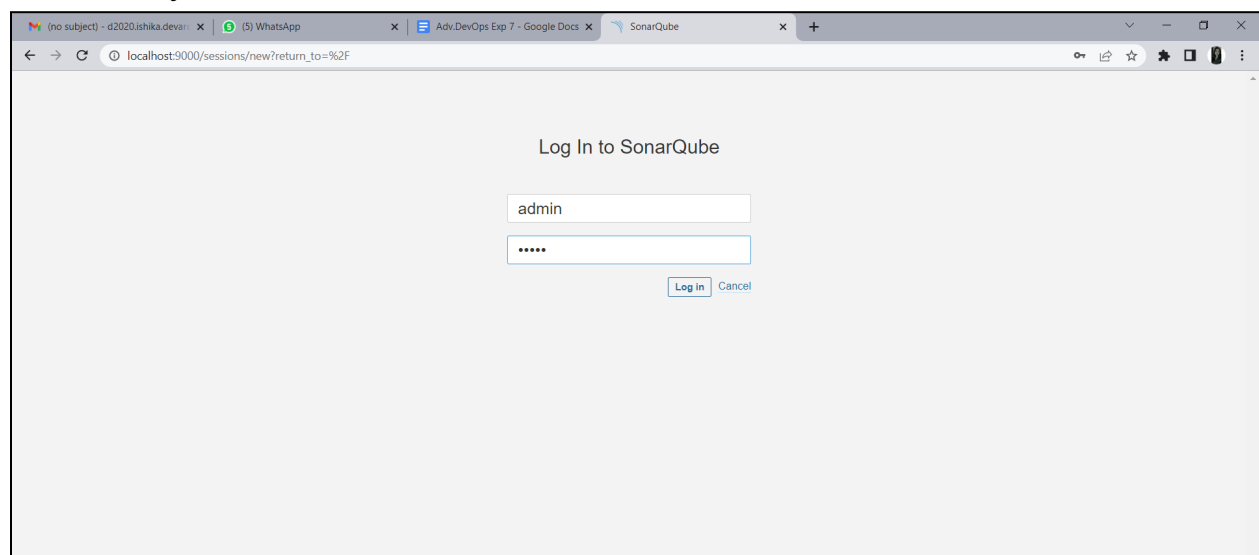 (no subject) - d2020.ishika.devar
(5) WhatsApp
Adv.DevOps Exp 7 - Google Docs
SonarQube
localhost:9000/sessions/new?return_to=%2F
Log In to SonarQube
admin
•••••
Log in Cancel